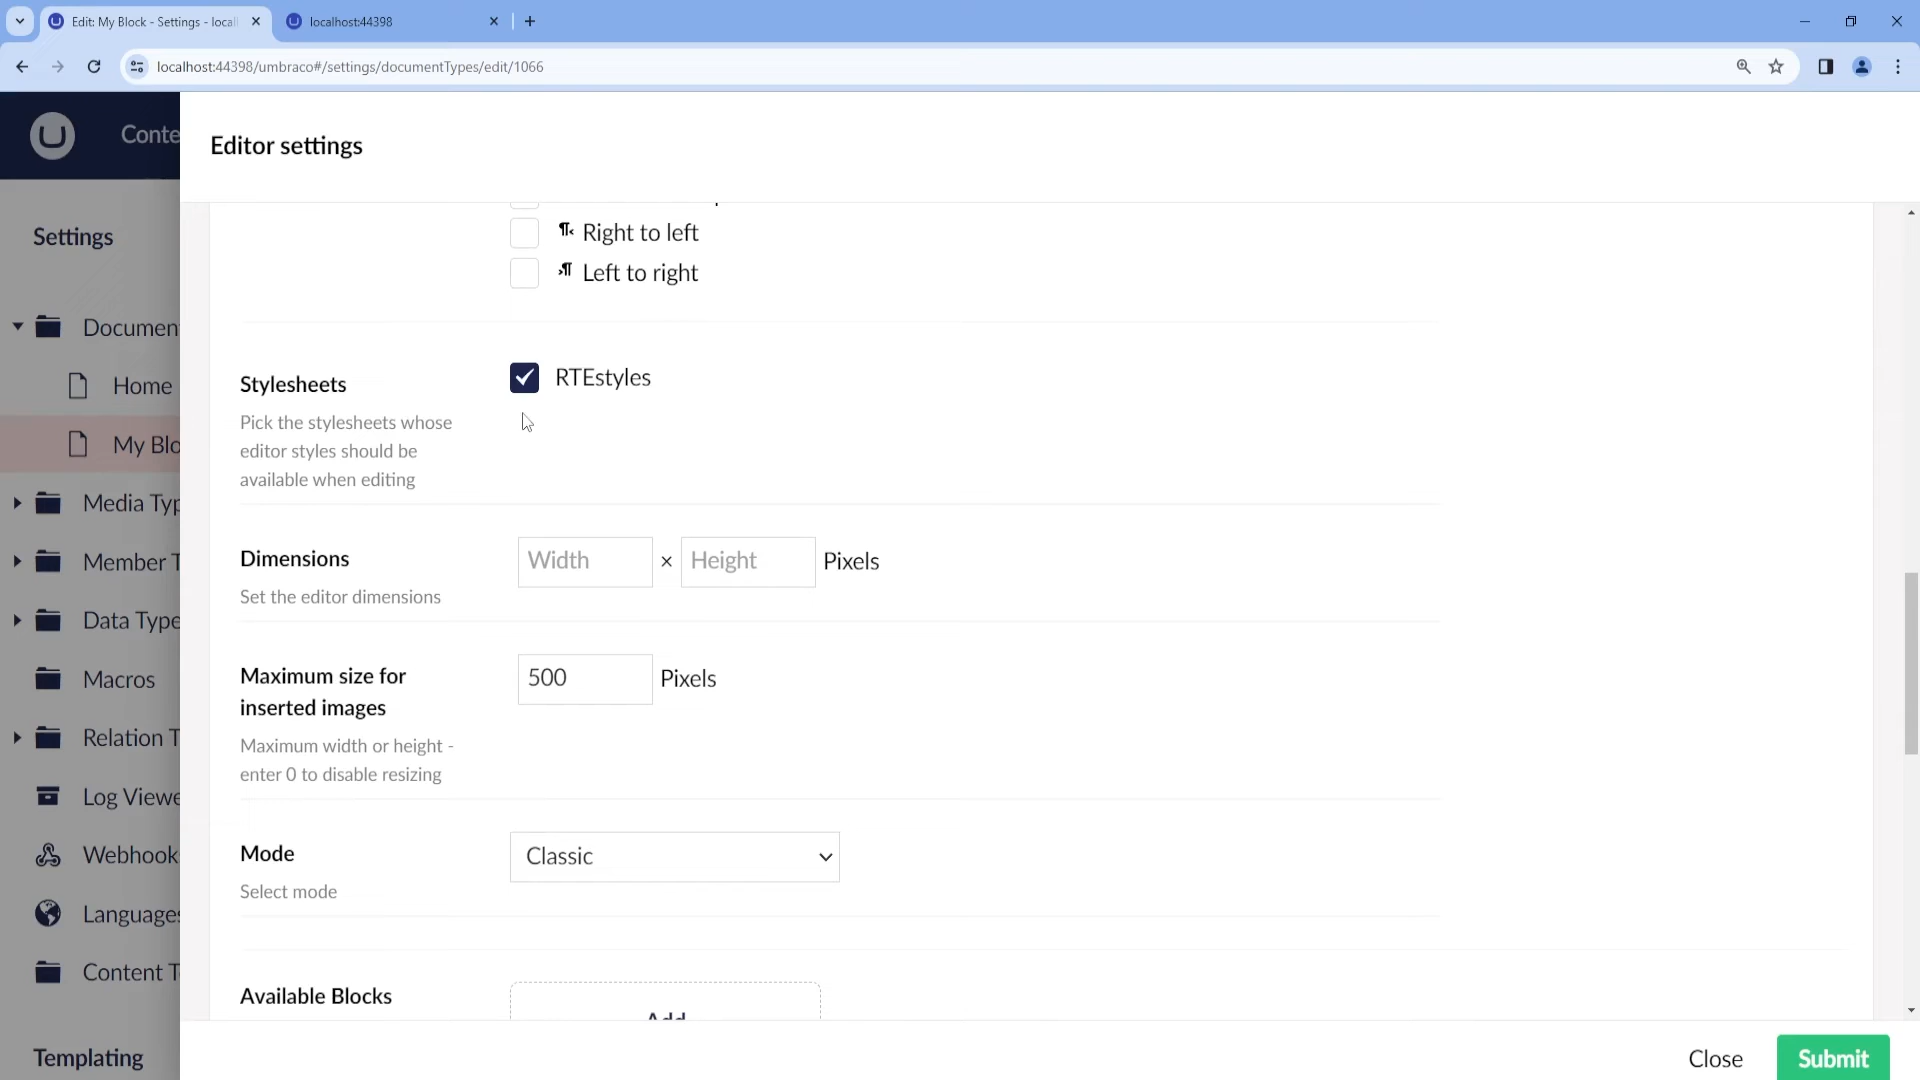 Edit: My Block - Settings - local
localhost:44398
localhost:44398/umbraco#/settings/documentTypes/edit/1066
Conte
Editor settings
Settings
Right to left
Left to right
Documen
Home
My Blo
Media Typ
Member T
Data Type
Macros
Relation T
Log Viewe
Webhook
Languages
Content T
Templating
Stylesheets
RTEstyles
Pick the stylesheets whose
editor styles should be
available when editing
Dimensions
Width × Height Pixels
Set the editor dimensions
Maximum size for
inserted images
500 Pixels
Maximum width or height -
enter 0 to disable resizing
Mode
Classic
Select mode
Available Blocks
Add
Close
Submit